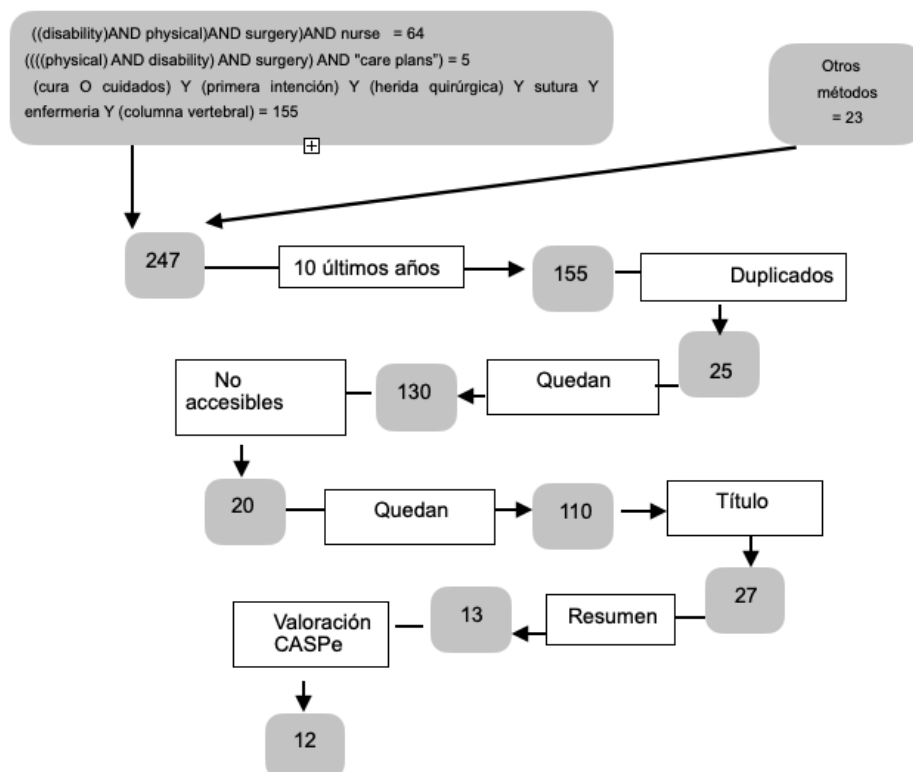 ((disability)AND physical)AND surgery)AND nurse = 64
((((physical) AND disability) AND surgery) AND "care plans") = 5
(cura O cuidados) Y (primera intención) Y (herida quirúrgica) Y sutura Y
enfermeria Y (columna vertebral) = 155
Otros
métodos
= 23
247
10 últimos años
155
Duplicados
25
Quedan
130
No
accesibles
20
Quedan
110
Título
27
Resumen
13
Valoración
CASPe
12